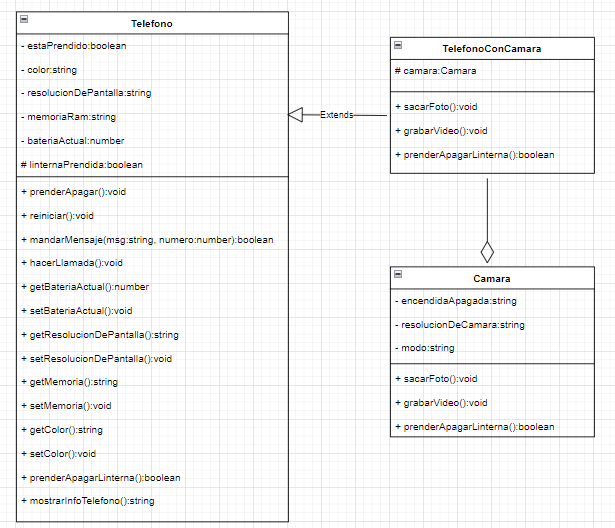 Telefono
- estaPrendido:boolean
- color:string
- resolucionDePantalla:string
- memoriaRam:string
- bateriaActual:number
# linternaPrendida:boolean
+ prenderApagar():void
+ reiniciar():void
+ mandarMensaje(msg:string, numero:number):boolean
+ hacerLlamada():void
+ getBateriaActual():number
+ setBateriaActual():void
+ getResolucionDePantalla():string
+ setResolucionDePantalla():void
+ getMemoria():string
+ setMemoria():void
+ getColor():string
+ setColor():void
+ prenderApagarLinterna():boolean
+ mostrarInfoTelefono():string
Extends
TelefonoConCamara
# camara:Camara
+ sacarFoto():void
+ grabarVideo():void
+ prenderApagarLinterna():boolean
Camara
- encendidaApagada:string
- resolucionDeCamara:string
- modo:string
+ sacarFoto():void
+ grabarVideo():void
+ prenderApagarLinterna():boolean